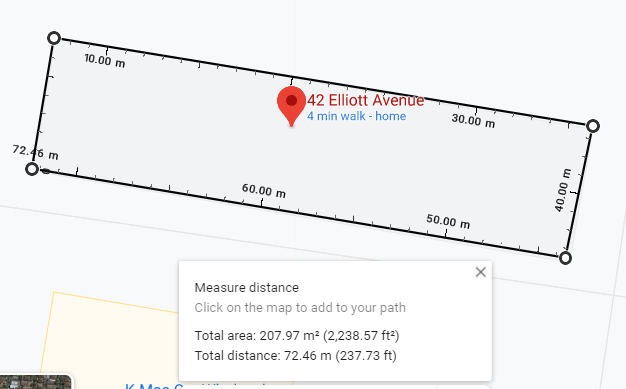 10.00 m
42 Elliott Avenue
4 min walk - home
30.00 m
72.46 m
40.00 m
60.00 m
50.00 m
Measure distance
Click on the map to add to your path
Total area: 207.97 m² (2,238.57 ft²)
Total distance: 72.46 m (237.73 ft)